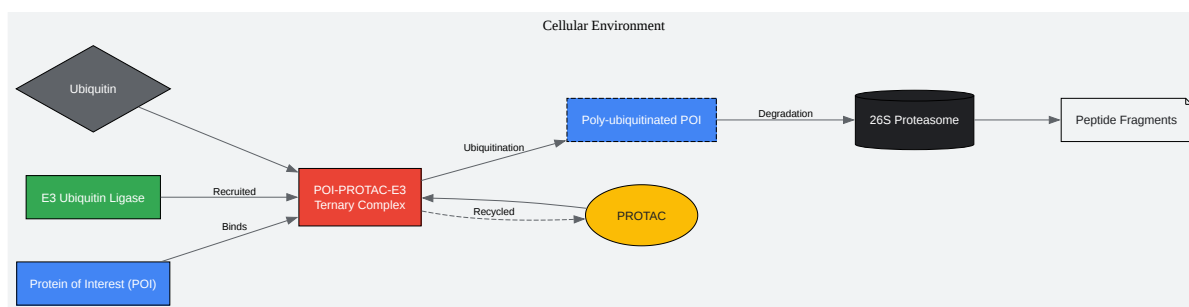 Cellular Environment
Ubiquitin
E3 Ubiquitin Ligase
Protein of Interest (POI)
Recruited
Binds
POI-PROTAC-E3
Ternary Complex
Ubiquitination
Recycled
Poly-ubiquitinated POI
PROTAC
Degradation
26S Proteasome
Peptide Fragments